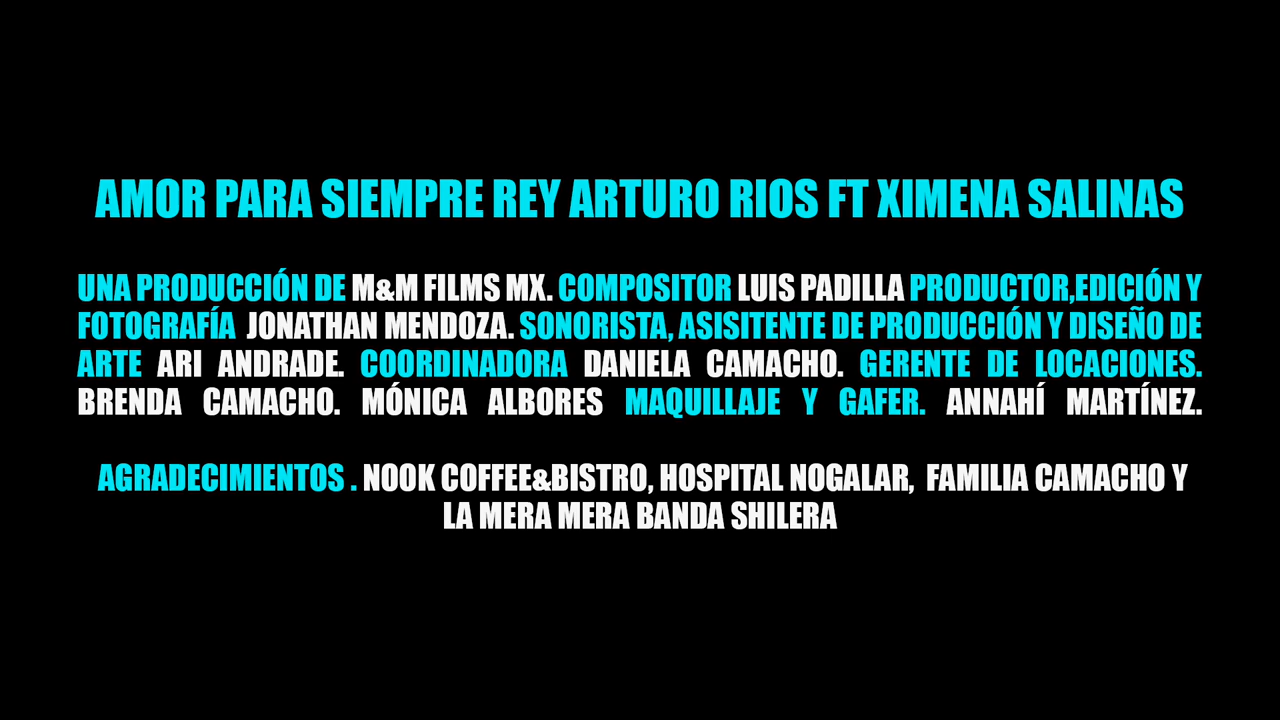 AMOR PARA SIEMPRE REY ARTURO RIOS FT XIMENA SALINAS
UNA PRODUCCIÓN DE M&M FILMS MX. COMPOSITOR LUIS PADILLA PRODUCTOR,EDICIÓN Y
FOTOGRAFÍA JONATHAN MENDOZA. SONORISTA, ASISITENTE DE PRODUCCIÓN Y DISEÑO DE
ARTE ARI ANDRADE. COORDINADORA DANIELA CAMACHO. GERENTE DE LOCACIONES.
BRENDA CAMACHO. MÓNICA ALBORES MAQUILLAJE Y GAFER. ANNAHÍ MARTÍNEZ.
AGRADECIMIENTOS . NOOK COFFEE&BISTRO, HOSPITAL NOGALAR, FAMILIA CAMACHO Y
LA MERA MERA BANDA SHILERA